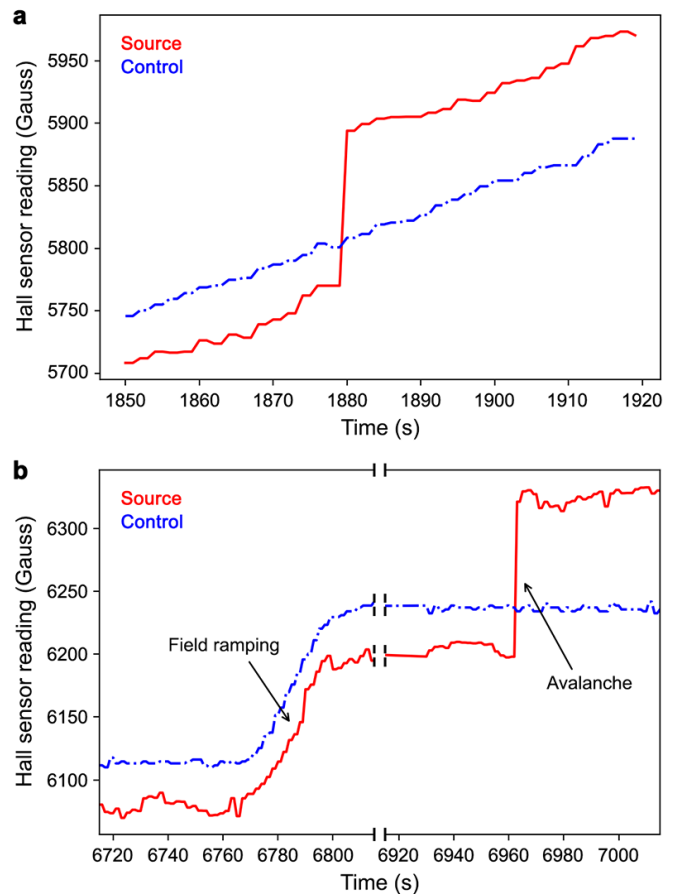 a
Source
Control
Hall sensor reading (Gauss)
5950
5900
5850
5800
5750
5700
1850 1860 1870 1880 1890 1900 1910 1920
Time (s)
b
Source
Control
Hall sensor reading (Gauss)
6300
6250
6200
6150
6100
Field ramping
Avalanche
6720 6740 6760 6780 6800 6920 6940 6960 6980 7000
Time (s)